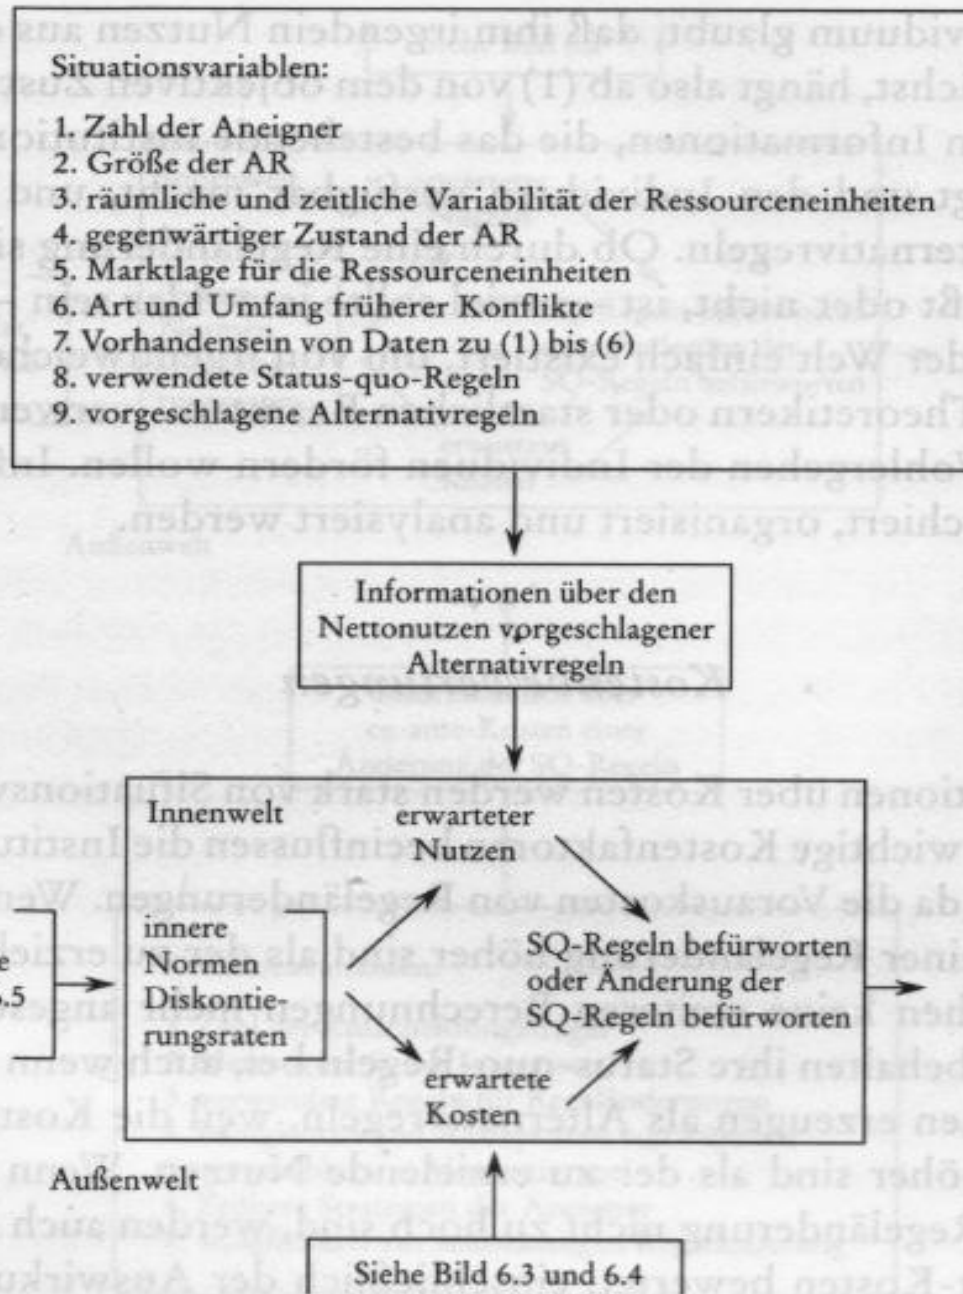 Situationsvariablen:
1. Zahl der Aneigner
2. Größe der AR
3. räumliche und zeitliche Variabilität der Ressourceneinheiten
4. gegenwärtiger Zustand der AR
5. Marktlage für die Ressourceneinheiten
6. Art und Umfang früherer Konflikte
7. Vorhandensein von Daten zu (1) bis (6)
8. verwendete Status-quo-Regeln
9. vorgeschlagene Alternativregeln
Informationen über den
Nettonutzen vorgeschlagener
Alternativregeln
Innenwelt
erwarteter
Nutzen
innere
Normen
Diskontie-
rungsraten
SQ-Regeln befürworten
oder Änderung der
SQ-Regeln befürworten
erwartete
Kosten
Außenwelt
Siehe Bild 6.3 und 6.4